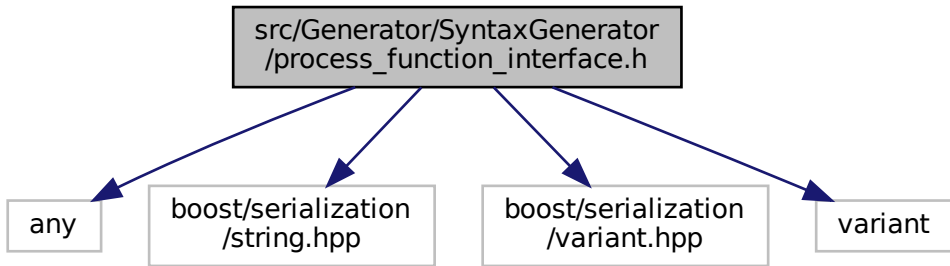 src/Generator/SyntaxGenerator
/process_function_interface.h
any
boost/serialization
/string.hpp
boost/serialization
/variant.hpp
variant